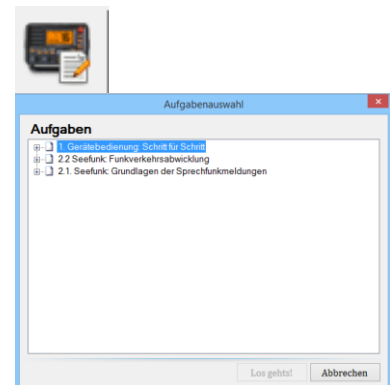 Aufgabenauswahl
Aufgaben
1. Gerätebedienung: Schritt für Schritt
2.2 Seefunk: Funkverkehrsabwicklung
2.1. Seefunk: Grundlagen der Sprechfunkmeldungen
Los gehts!
Abbrechen